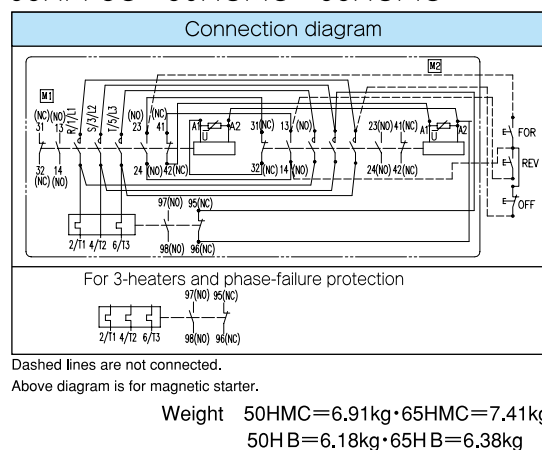 Connection diagram
M1
M2
(NC)(NO)
31 13
R/1/L1
S/3/L2
T/5/L3
(NO) (NC)
23 41
A1 A2
U
31(NC) 13(NO)
23(NO)41(NC)
A1 A2
U
FOR
REV
OFF
32 14
(NC) (NO)
24 (NO) 42(NC)
32(NC) 14(NO)
24(NO) 42(NC)
97(NO) 95(NC)
2/T1 4/T2 6/T3
98(NO) 96(NC)
For 3-heaters and phase-failure protection
97(NO) 95(NC)
2/T1 4/T2 6/T3
98(NO) 96(NC)
Dashed lines are not connected.
Above diagram is for magnetic starter.
Weight 50HMC=6.91kg・65HMC=7.41kg
50HB=6.18kg・65HB=6.38kg